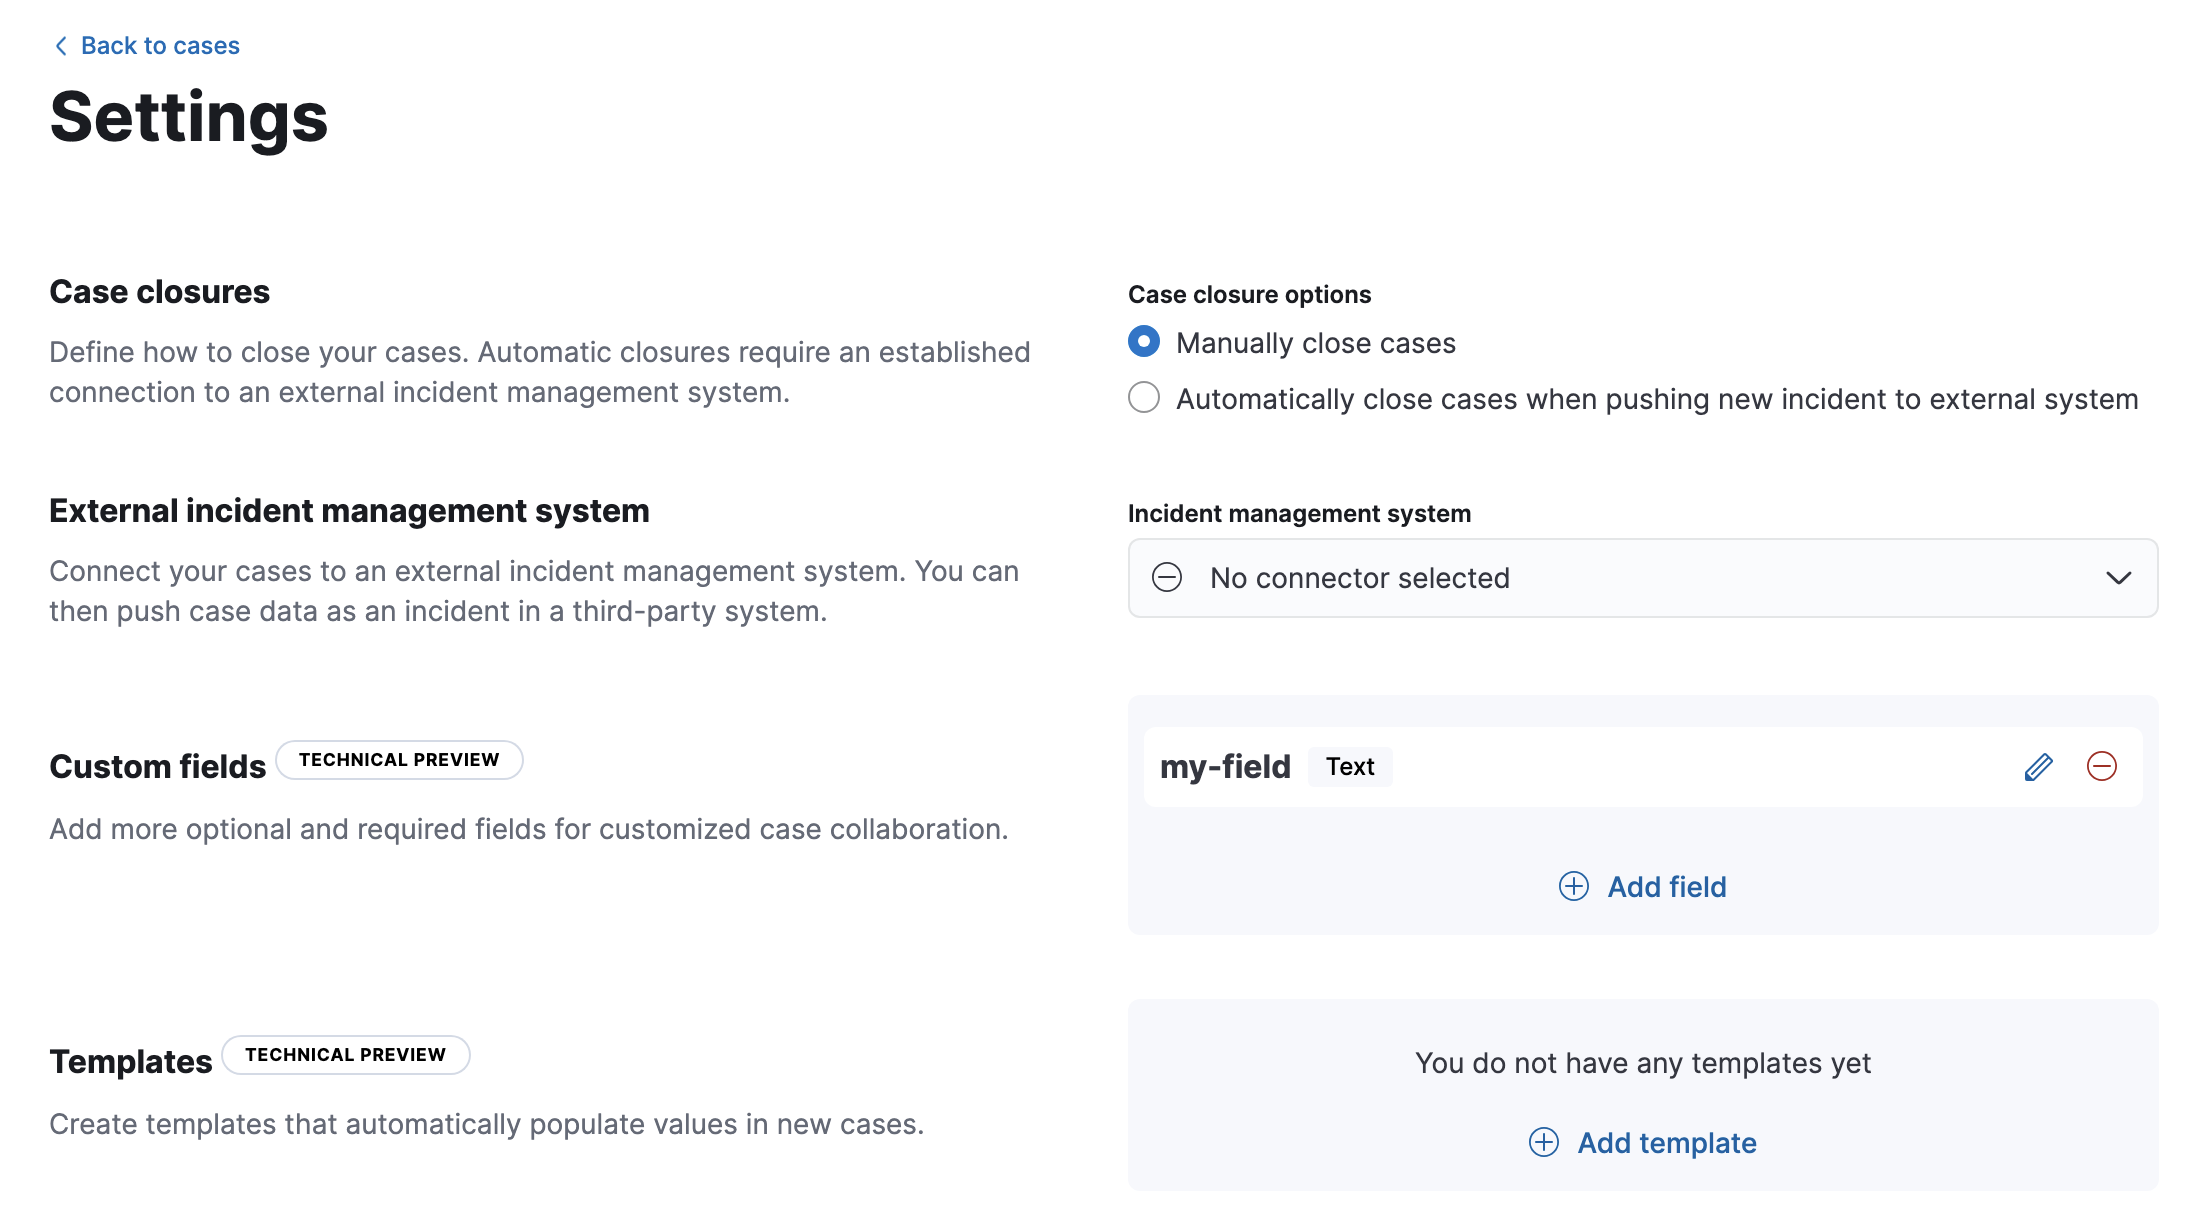 Back to cases
Settings
Case closures
Define how to close your cases. Automatic closures require an established
connection to an external incident management system.
Case closure options
Manually close cases
Automatically close cases when pushing new incident to external system
External incident management system
Connect your cases to an external incident management system. You can
then push case data as an incident in a third-party system.
Incident management system
No connector selected
Custom fields TECHNICAL PREVIEW
Add more optional and required fields for customized case collaboration.
my-field Text
Add field
Templates TECHNICAL PREVIEW
Create templates that automatically populate values in new cases.
You do not have any templates yet
Add template